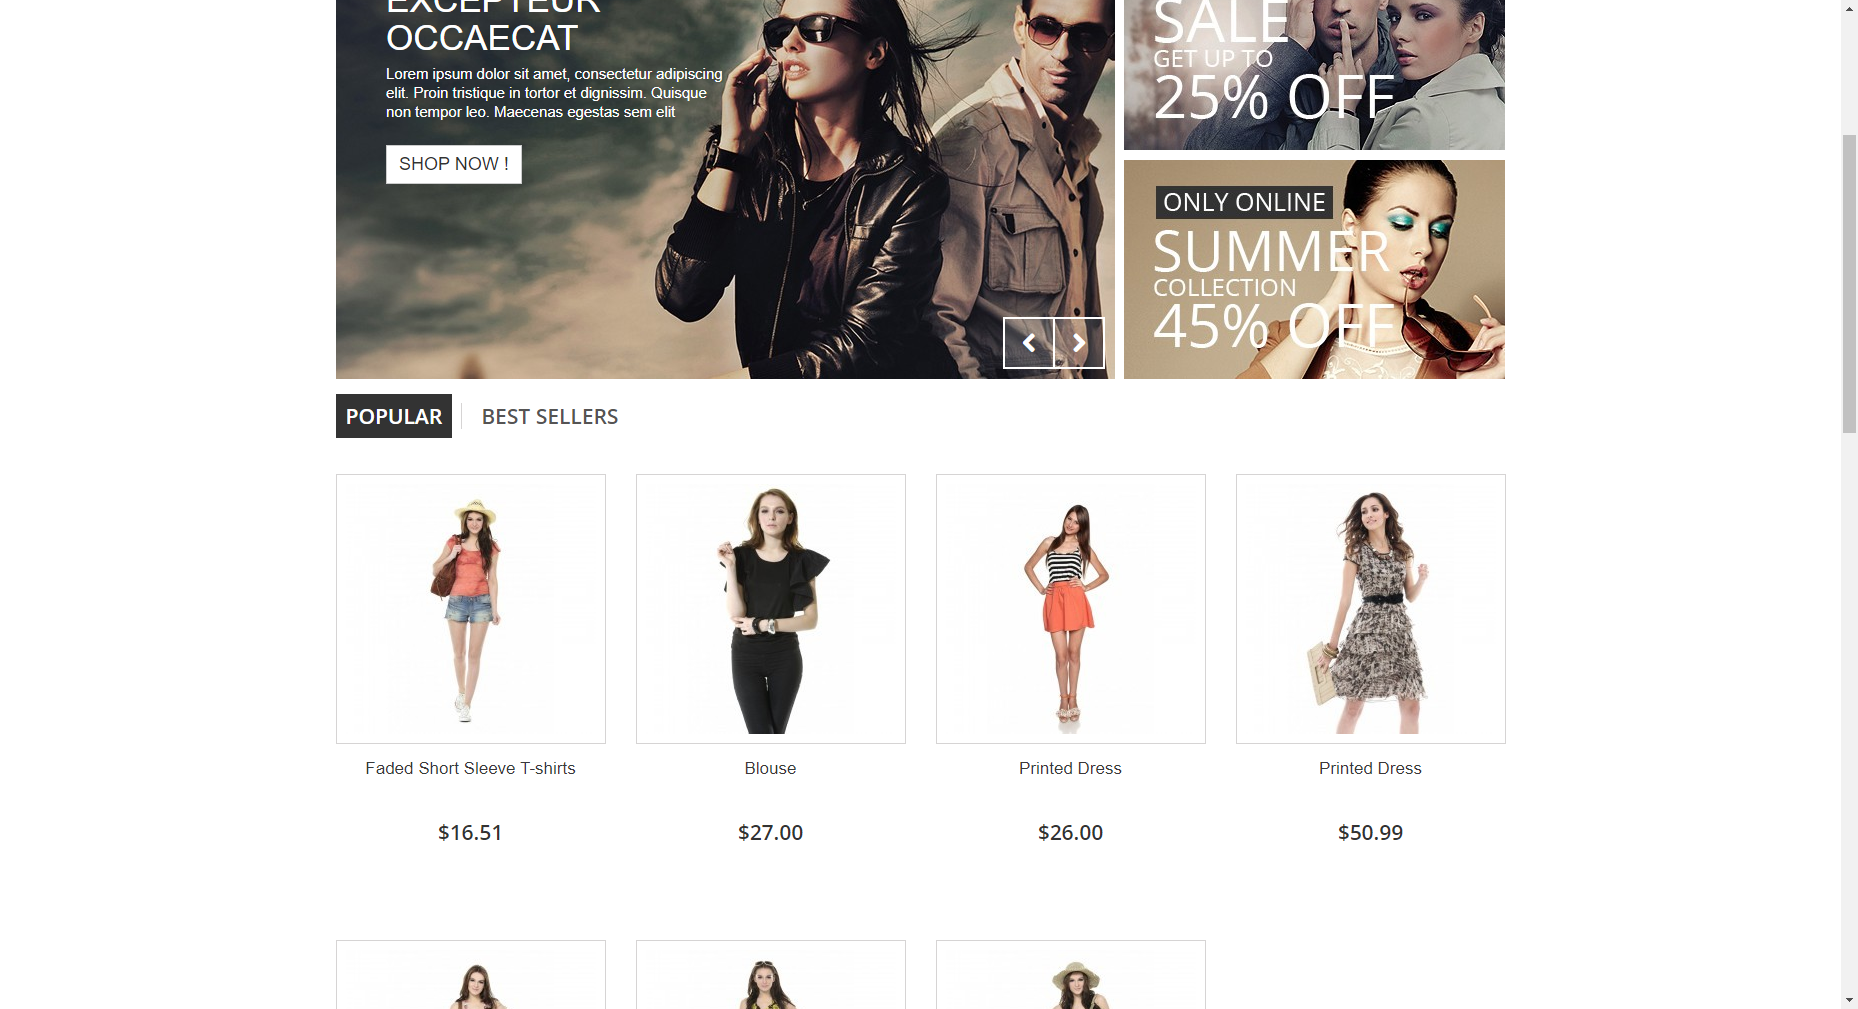 EXCEPTEUR
OCCAECAT
Lorem ipsum dolor sit amet, consectetur adipiscing
elit. Proin tristique in tortor et dignissim. Quisque
non tempor leo. Maecenas egestas sem elit
SHOP NOW !
SALE
GET UP TO
25% OFF
ONLY ONLINE
SUMMER
COLLECTION
45% OFF
POPULAR
BEST SELLERS
Faded Short Sleeve T-shirts
Blouse
Printed Dress
Printed Dress
$16.51
$27.00
$26.00
$50.99